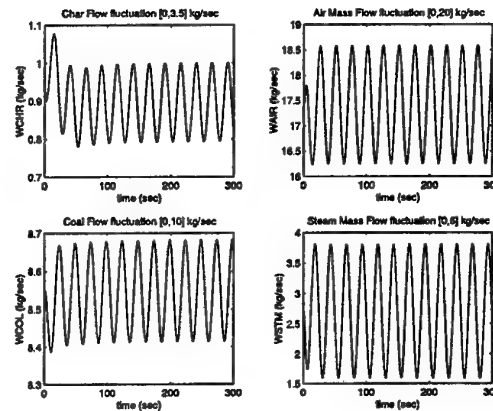 Char Flow fluctuation [0,3.5] kg/sec
1.1
1
0.9
0.8
0.7
WCHR (kg/sec)
0 100 200 300
time (sec)
Air Mass Flow fluctuation [0,20] kg/sec
19
18.5
18
17.5
17
16.5
16
WAIR (kg/sec)
0 100 200 300
time (sec)
Coal Flow fluctuation [0,10] kg/sec
8.7
8.6
8.5
8.4
8.3
WCOL (kg/sec)
0 100 200 300
time (sec)
Steam Mass Flow fluctuation [0,6] kg/sec
4
3.5
3
2.5
2
1.5
WSTM (kg/sec)
0 100 200 300
time (sec)